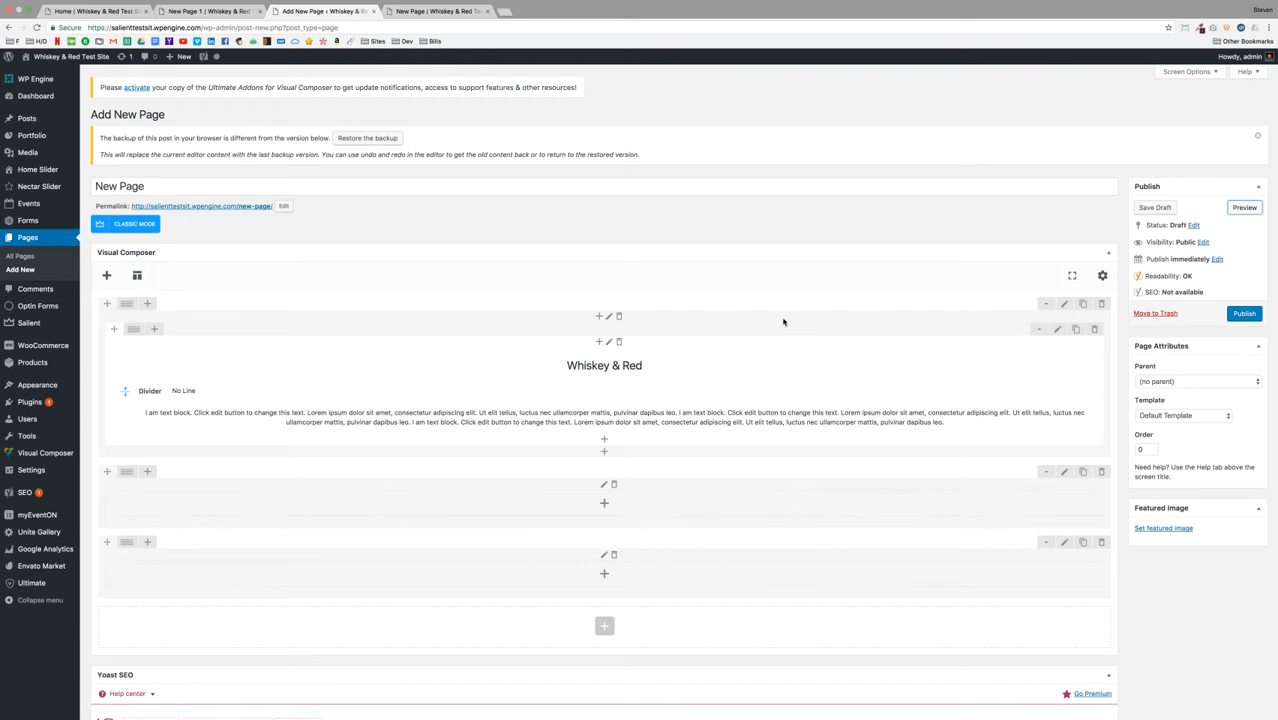 Steven
Home | Whiskey & Red Test S
New Page 1 | Whiskey & Red
Add New Page ‹ Whiskey & R
New Page | Whiskey & Red Te
Secure
https://salienttestsit.wpengine.com/wp-admin/post-new.php?post_type=page
F
H/D
Sites
Dev
Bills
Other Bookmarks
Whiskey & Red Test Site
1
0
New
Howdy, admin
WP Engine
Dashboard
Posts
Portfolio
Media
Home Slider
Nectar Slider
Events
Forms
Pages
All Pages
Add New
Comments
Optin Forms
Salient
WooCommerce
Products
Appearance
Plugins 1
Users
Tools
Visual Composer
Settings
SEO 1
myEventON
Unite Gallery
Google Analytics
Envato Market
Ultimate
Collapse menu
Screen Options
Help
Please activate your copy of the Ultimate Addons for Visual Composer to get update notifications, access to support features & other resources!
Add New Page
The backup of this post in your browser is different from the version below.
Restore the backup
This will replace the current editor content with the last backup version. You can use undo and redo in the editor to get the old content back or to return to the restored version.
New Page
Permalink: http://salienttestsit.wpengine.com/new-page/
Edit
CLASSIC MODE
Visual Composer
Whiskey & Red
Divider
No Line
I am text block. Click edit button to change this text. Lorem ipsum dolor sit amet, consectetur adipiscing elit. Ut elit tellus, luctus nec ullamcorper mattis, pulvinar dapibus leo. I am text block. Click edit button to change this text. Lorem ipsum dolor sit amet, consectetur adipiscing elit. Ut elit tellus, luctus nec
ullamcorper mattis, pulvinar dapibus leo. I am text block. Click edit button to change this text. Lorem ipsum dolor sit amet, consectetur adipiscing elit. Ut elit tellus, luctus nec ullamcorper mattis, pulvinar dapibus leo.
Yoast SEO
Help center
Go Premium
Publish
Save Draft
Preview
Status: Draft Edit
Visibility: Public Edit
Publish immediately Edit
Readability: OK
SEO: Not available
Move to Trash
Publish
Page Attributes
Parent
(no parent)
Template
Default Template
Order
0
Need help? Use the Help tab above the
screen title.
Featured Image
Set featured image